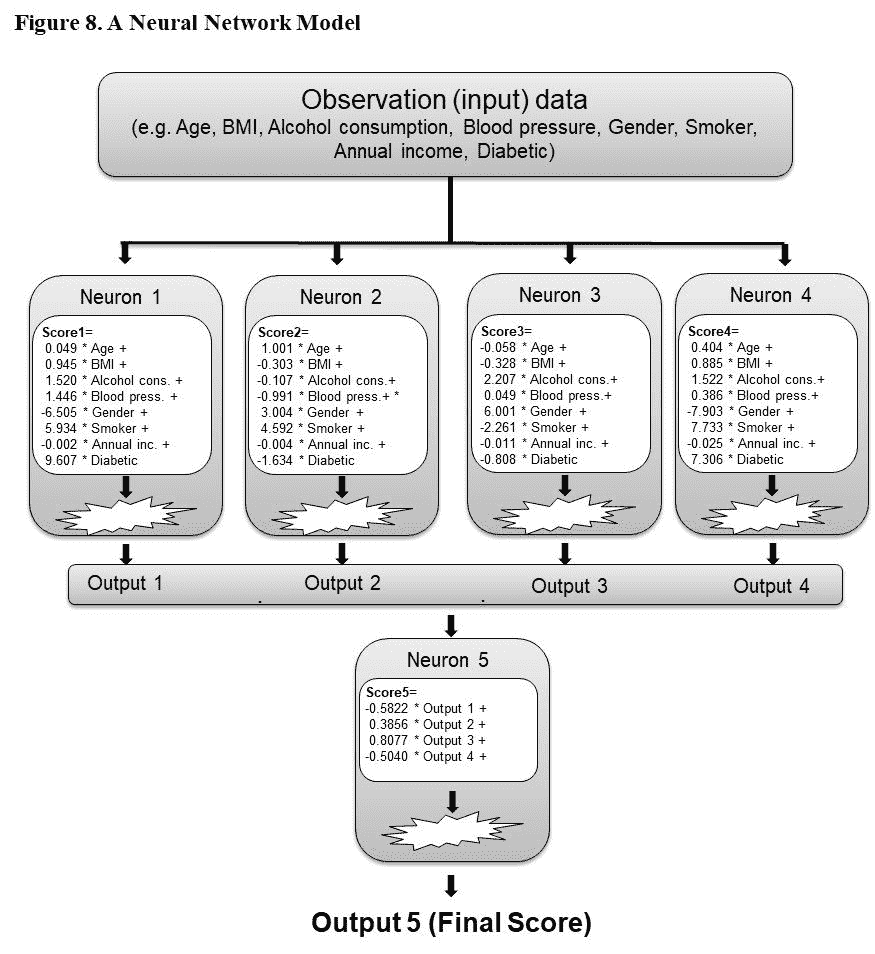 Figure 8. A Neural Network Model
Observation (input) data
(e.g. Age, BMI, Alcohol consumption, Blood pressure, Gender, Smoker,
Annual income, Diabetic)
Neuron 1
Score1=
0.049 * Age +
0.945 * BMI +
1.520 * Alcohol cons. +
1.446 * Blood press. +
-6.505 * Gender +
5.934 * Smoker +
-0.002 * Annual inc. +
9.607 * Diabetic
Neuron 2
Score2=
1.001 * Age +
-0.303 * BMI +
-0.107 * Alcohol cons.+
-0.991 * Blood press.+ *
3.004 * Gender +
4.592 * Smoker +
-0.004 * Annual inc. +
-1.634 * Diabetic
Neuron 3
Score3=
-0.058 * Age +
-0.328 * BMI +
2.207 * Alcohol cons.+
0.049 * Blood press.+
6.001 * Gender +
-2.261 * Smoker +
-0.011 * Annual inc. +
-0.808 * Diabetic
Neuron 4
Score4=
0.404 * Age +
0.885 * BMI +
1.522 * Alcohol cons.+
0.386 * Blood press.+
-7.903 * Gender +
7.733 * Smoker +
-0.025 * Annual inc. +
7.306 * Diabetic
Output 1
Output 2
Output 3
Output 4
Neuron 5
Score5=
-0.5822 * Output 1 +
0.3856 * Output 2 +
0.8077 * Output 3 +
-0.5040 * Output 4 +
Output 5 (Final Score)